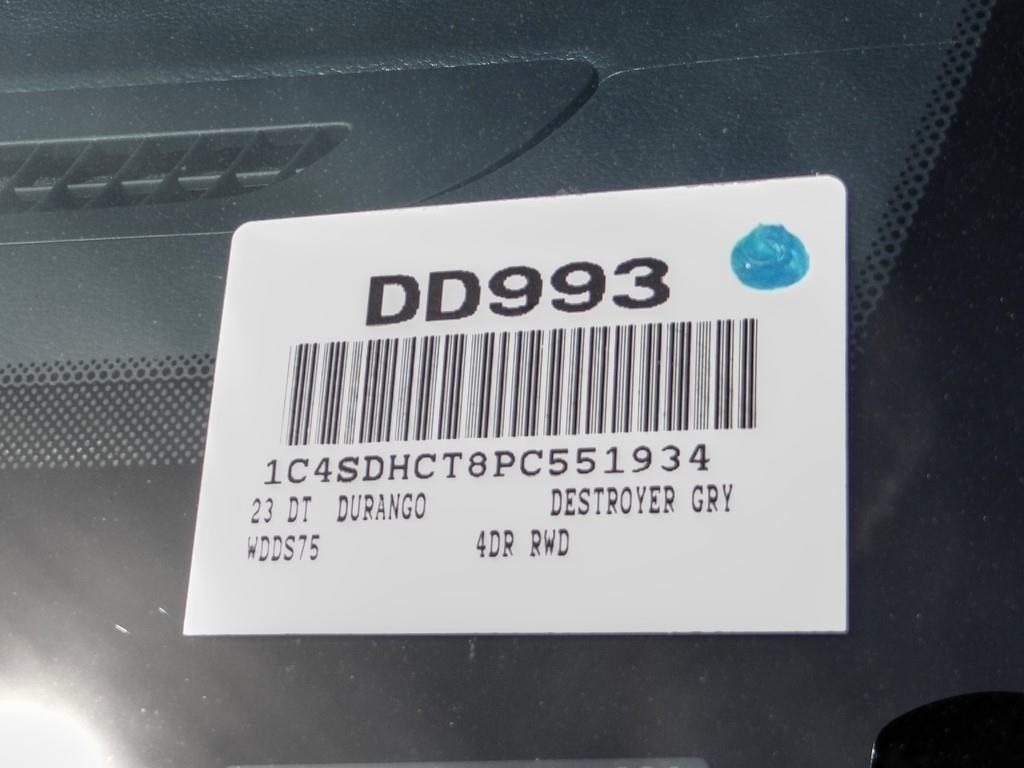 DD993
1C4SDHCT8PC551934
23 DT DURANGO DESTROYER GRY
WDDS75 4DR RWD